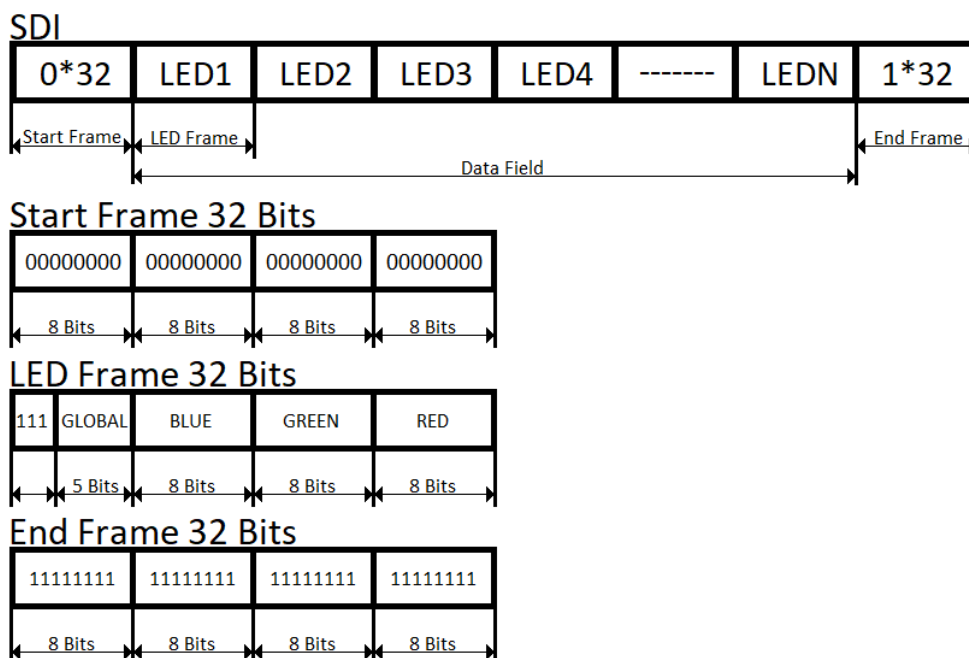 SDI
0*32 LED1 LED2 LED3 LED4 ------- LEDN 1*32
Start Frame LED Frame End Frame
Data Field
Start Frame 32 Bits
00000000 00000000 00000000 00000000
8 Bits 8 Bits 8 Bits 8 Bits
LED Frame 32 Bits
111 GLOBAL BLUE GREEN RED
5 Bits 8 Bits 8 Bits 8 Bits
End Frame 32 Bits
11111111 11111111 11111111 11111111
8 Bits 8 Bits 8 Bits 8 Bits